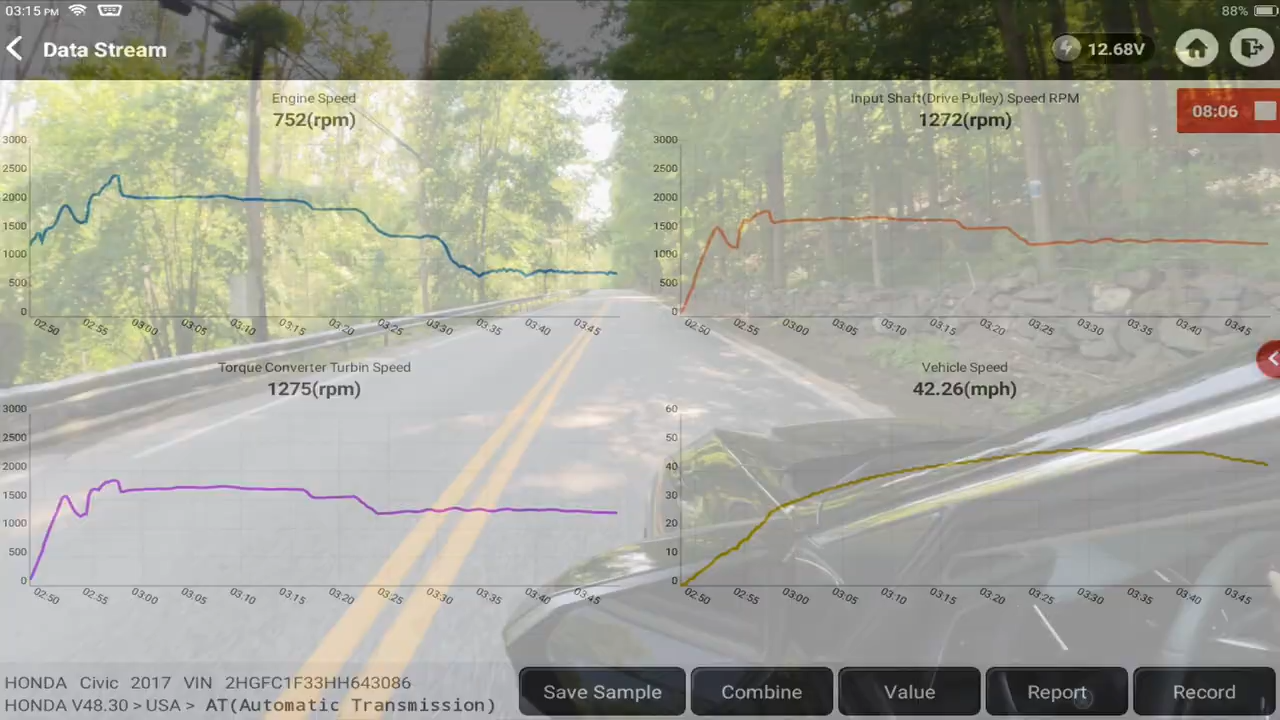 03:15 PM 88%
Data Stream 12.68V
Engine Speed
752(rpm)
3000
2500
2000
1500
1000
500
0
02:50 02:55 03:00 03:05 03:10 03:15 03:20 03:25 03:30 03:35 03:40 03:45
Input Shaft(Drive Pulley) Speed RPM
1272(rpm)
08:06
3000
2500
2000
1500
1000
500
0
02:50 02:55 03:00 03:05 03:10 03:15 03:20 03:25 03:30 03:35 03:40 03:45
Torque Converter Turbin Speed
1275(rpm)
3000
2500
2000
1500
1000
500
0
02:50 02:55 03:00 03:05 03:10 03:15 03:20 03:25 03:30 03:35 03:40 03:45
Vehicle Speed
42.26(mph)
60
50
40
30
20
10
0
02:50 02:55 03:00 03:05 03:10 03:15 03:20 03:25 03:30 03:35 03:40 03:45
HONDA Civic 2017 VIN 2HGFC1F33HH643086
HONDA V48.30 > USA > AT(Automatic Transmission)
Save Sample Combine Value Report Record